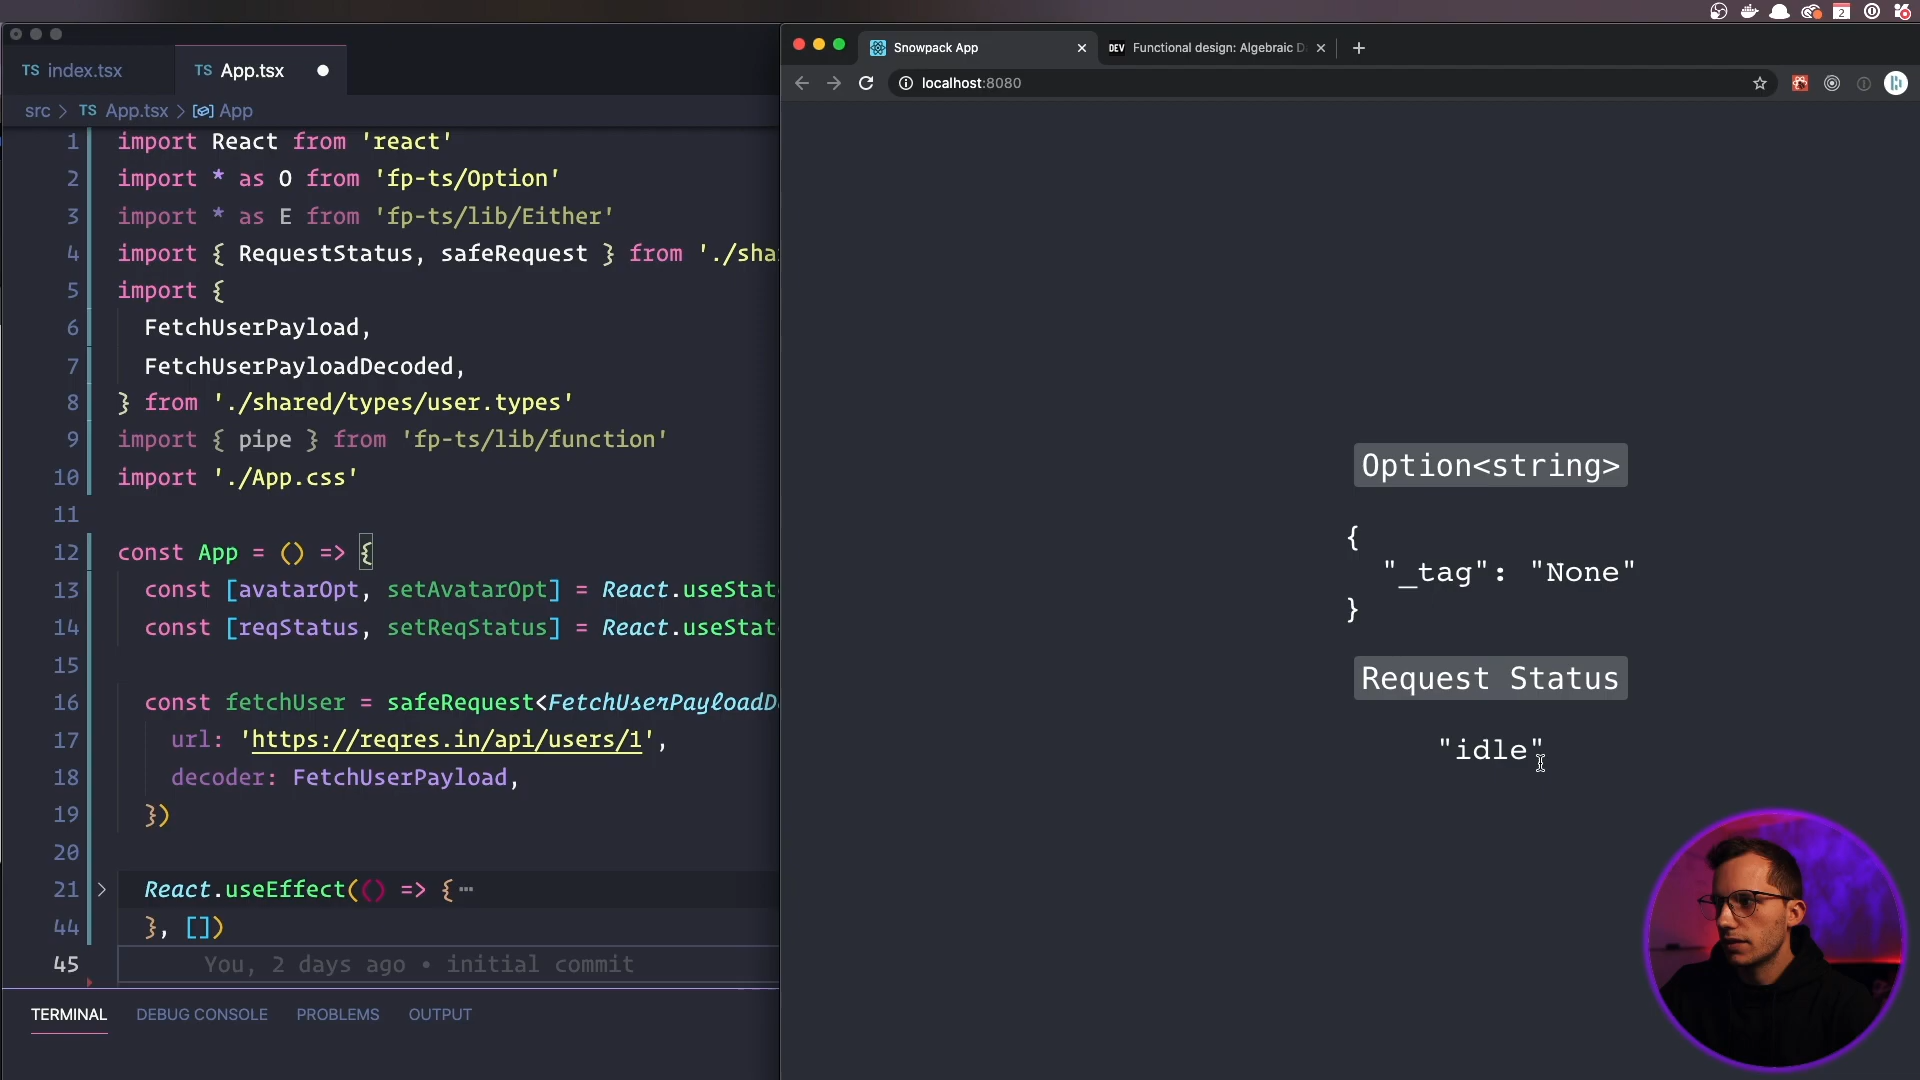 2
TS index.tsx
TS App.tsx
src > TS App.tsx > App
1 import React from 'react'
2 import * as O from 'fp-ts/Option'
3 import * as E from 'fp-ts/lib/Either'
4 import { RequestStatus, safeRequest } from './sha
5 import {
6 FetchUserPayload,
7 FetchUserPayloadDecoded,
8 } from './shared/types/user.types'
9 import { pipe } from 'fp-ts/lib/function'
10 import './App.css'
11
12 const App = () => {
13 const [avatarOpt, setAvatarOpt] = React.useStat
14 const [reqStatus, setReqStatus] = React.useStat
15
16 const fetchUser = safeRequest<FetchUserPayloadD
17 url: 'https://reqres.in/api/users/1',
18 decoder: FetchUserPayload,
19 })
20
21 > React.useEffect(() => {⋯
44 }, [])
45 You, 2 days ago • initial commit
TERMINAL DEBUG CONSOLE PROBLEMS OUTPUT
Snowpack App
DEV Functional design: Algebraic D
localhost:8080
Option<string>
{
"_tag": "None"
}
Request Status
"idle"